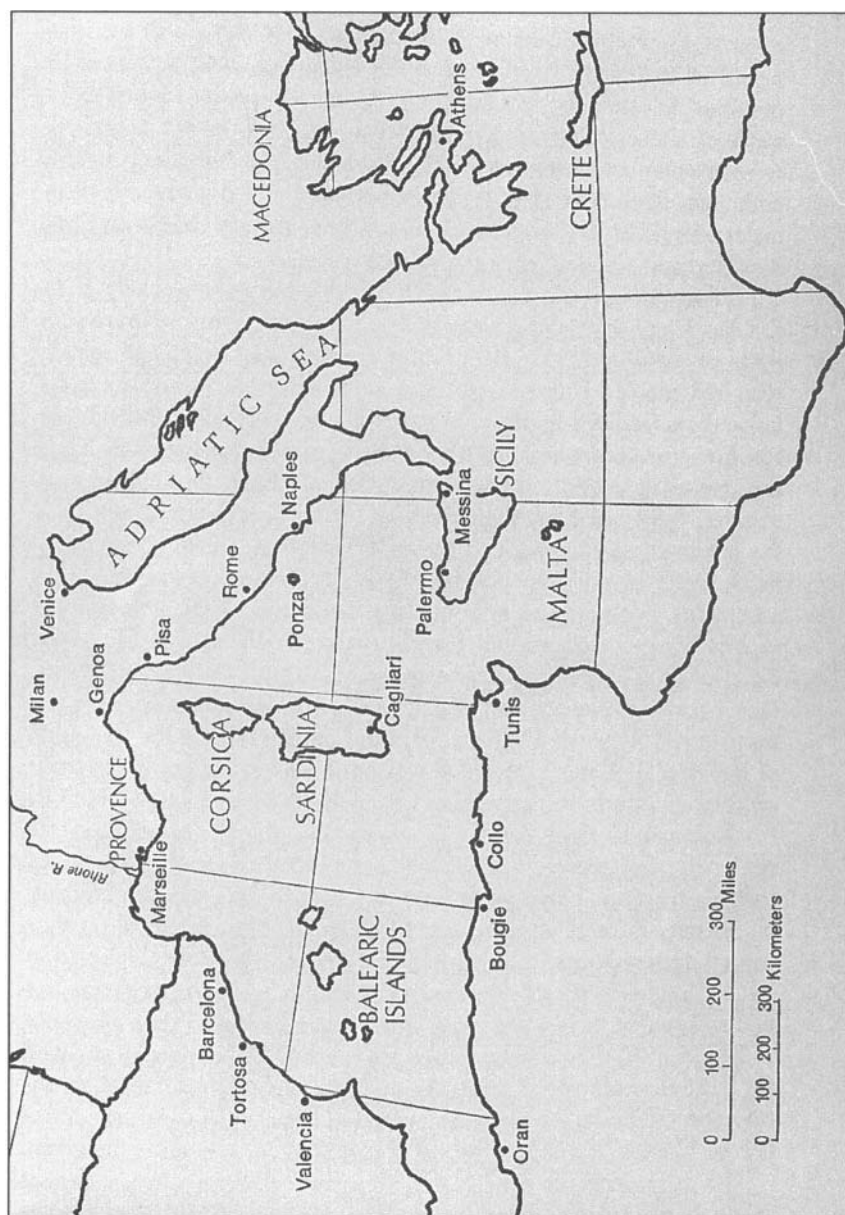 Milan
Venice
Genoa
PROVENCE
Rhone R.
Marseille
Pisa
ADRIATIC SEA
MACEDONIA
Barcelona
Tortosa
Valencia
CORSICA
Rome
SARDINIA
Ponza
Naples
BALEARIC
ISLANDS
Cagliari
Palermo
Messina
SICILY
Athens
Oran
Bougie
Collo
Tunis
MALTA
CRETE
0 100 200 300
Miles
0 100 200 300
Kilometers